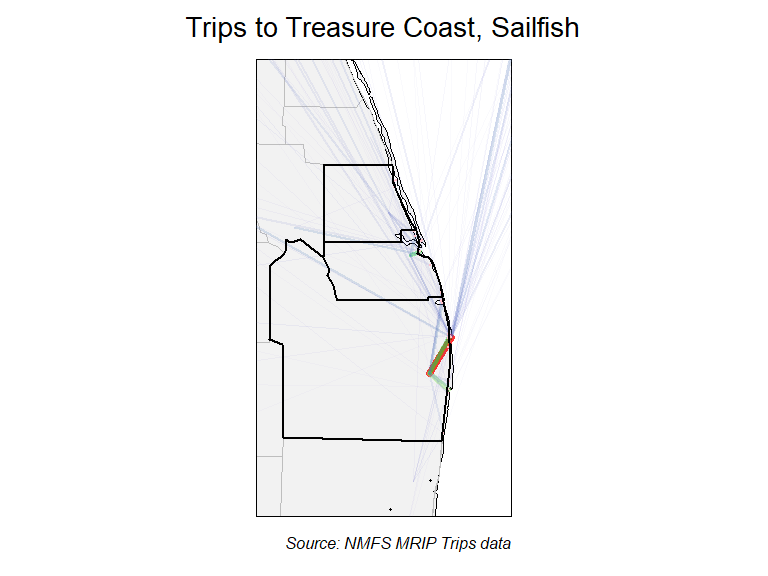 Trips to Treasure Coast, Sailfish
Source: NMFS MRIP Trips data